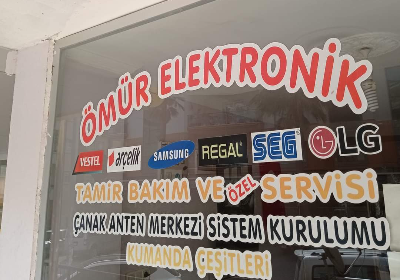 ÖMÜR ELEKTRONİK
VESTEL arçelik SAMSUNG REGAL SEG LG
TAMİR BAKIM VE ÖZEL SERVİSİ
ÇANAK ANTEN MERKEZİ SİSTEM KURULUMU
KUMANDA ÇEŞİTLERİ